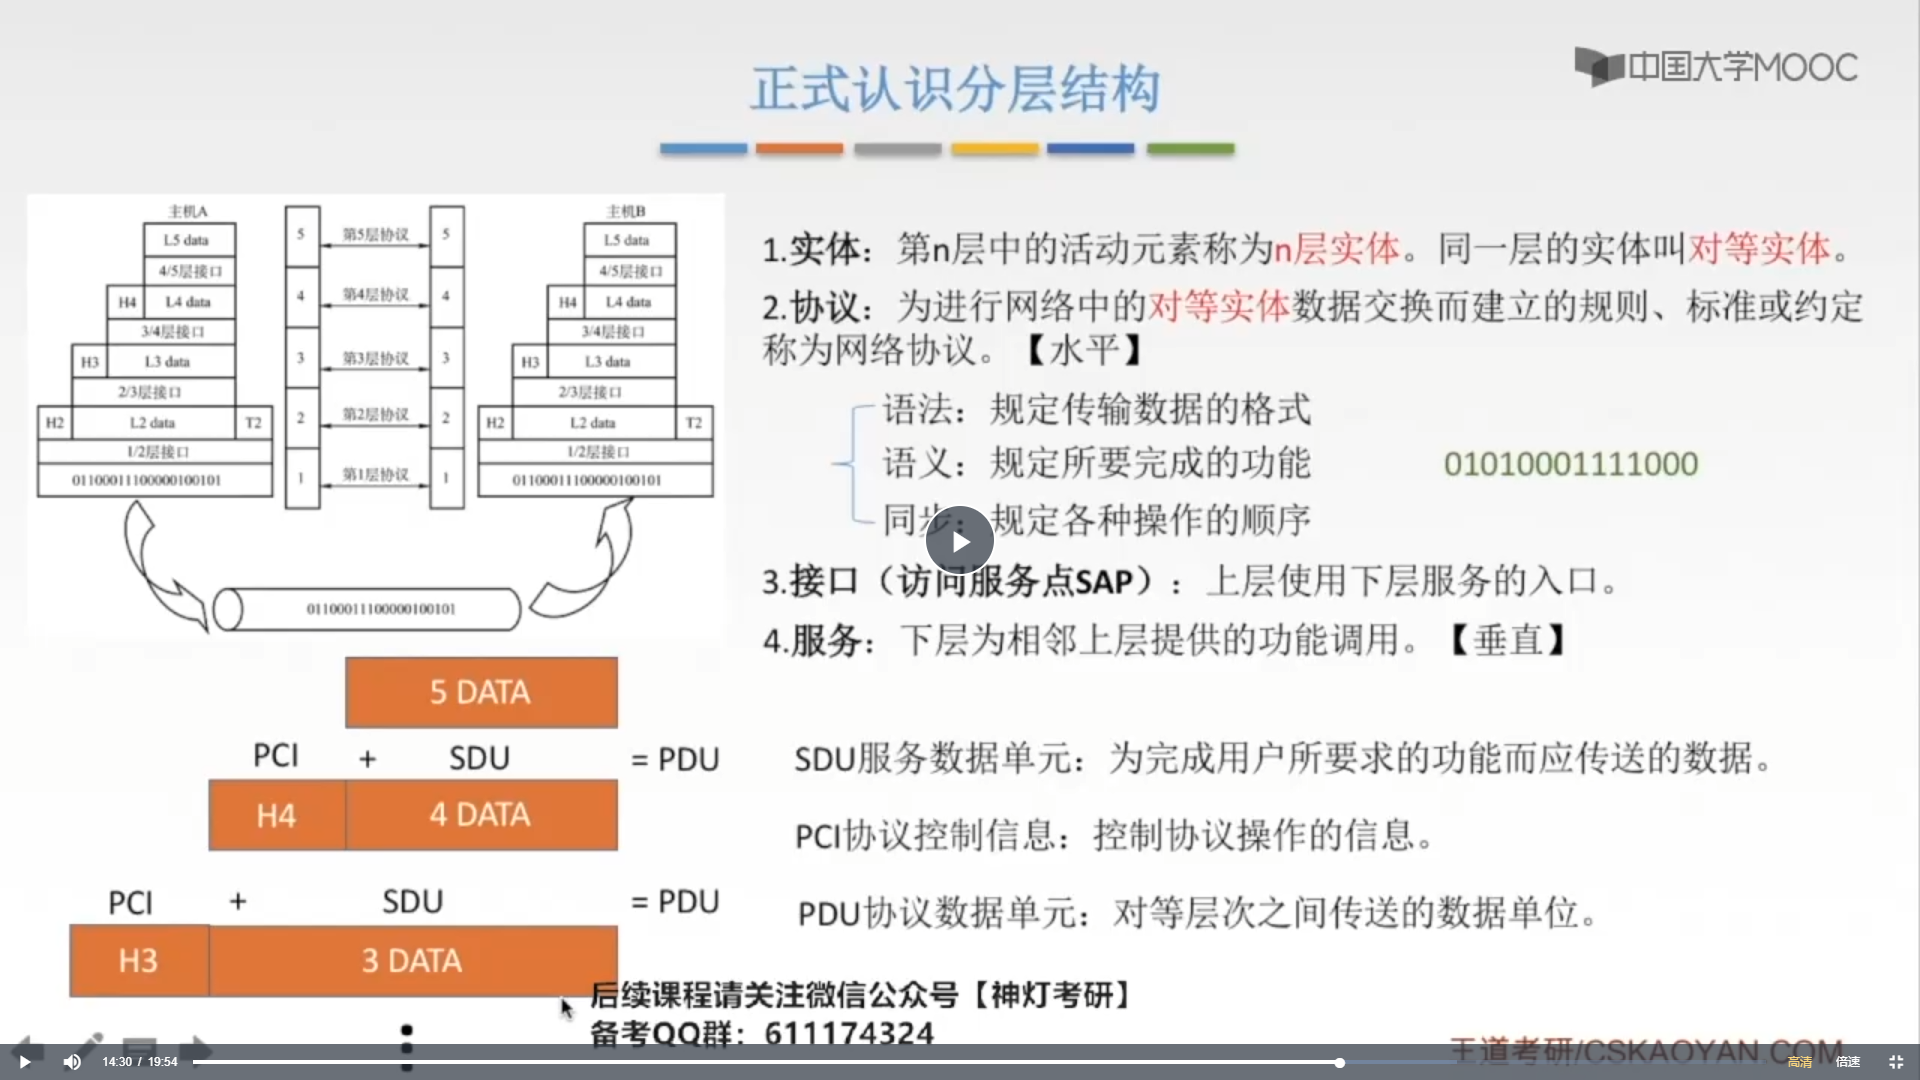 正式认识分层结构
中国大学MOOC
主机A
L5 data
4/5层接口
H4 L4 data
3/4层接口
H3 L3 data
2/3层接口
H2 L2 data T2
1/2层接口
01100011100000100101
5 第5层协议 5
4 第4层协议 4
3 第3层协议 3
2 第2层协议 2
1 第1层协议 1
主机B
L5 data
4/5层接口
H4 L4 data
3/4层接口
H3 L3 data
2/3层接口
H2 L2 data T2
1/2层接口
01100011100000100101
01100011100000100101
1.实体：第n层中的活动元素称为n层实体。同一层的实体叫对等实体。
2.协议：为进行网络中的对等实体数据交换而建立的规则、标准或约定
称为网络协议。【水平】
语法：规定传输数据的格式
语义：规定所要完成的功能
01010001111000
同步：规定各种操作的顺序
3.接口（访问服务点SAP）：上层使用下层服务的入口。
4.服务：下层为相邻上层提供的功能调用。【垂直】
5 DATA
PCI + SDU = PDU
H4 4 DATA
PCI + SDU = PDU
H3 3 DATA
SDU服务数据单元：为完成用户所要求的功能而应传送的数据。
PCI协议控制信息：控制协议操作的信息。
PDU协议数据单元：对等层次之间传送的数据单位。
后续课程请关注微信公众号【神灯考研】
备考QQ群：611174324
王道考研/CSKAOYAN.COM
14:30 / 19:54
高清
倍速